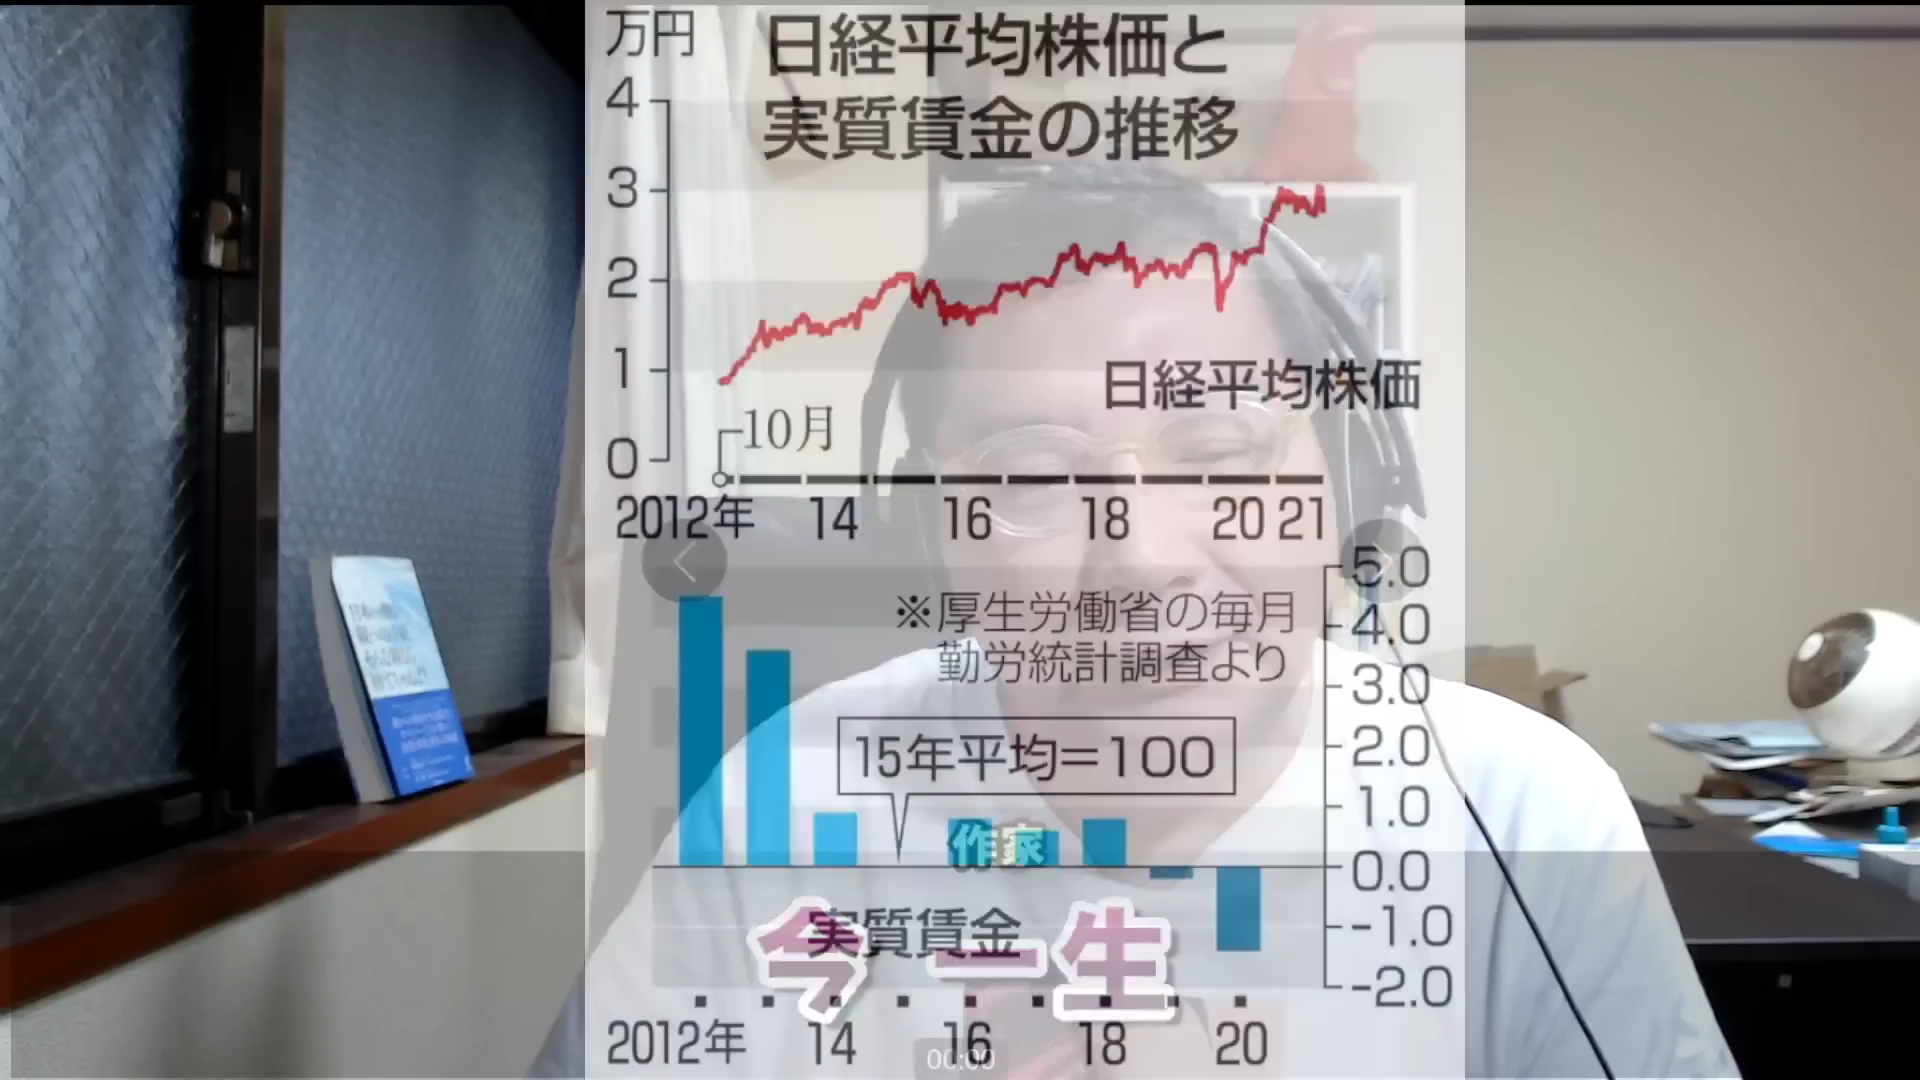 万円
日経平均株価と
実質賃金の推移
4
3
2
1
0
日経平均株価
10月
2012年 14 16 18 20 21
5.0
4.0
3.0
2.0
1.0
0.0
-1.0
-2.0
※厚生労働省の毎月
勤労統計調査より
15年平均=100
作家
実質賃金
今一生
2012年 14 16 18 20
00:00